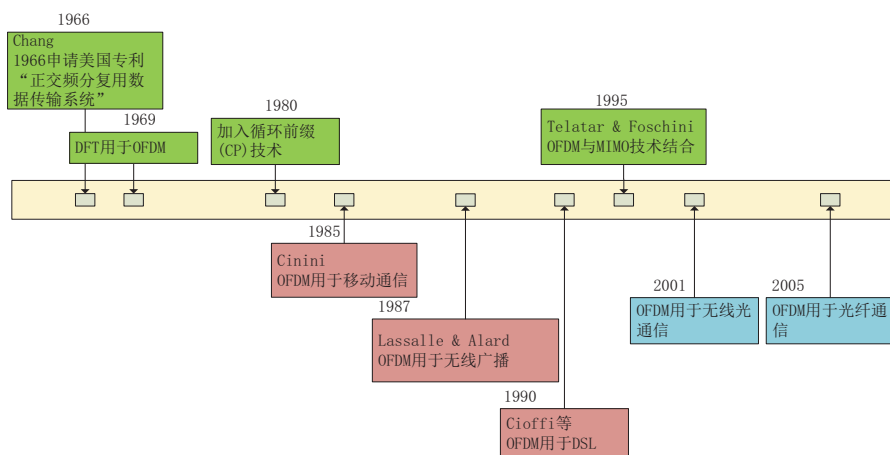 1966
Chang
1966申请美国专利
“正交频分复用数
据传输系统”
1969
DFT用于OFDM
1980
加入循环前缀
(CP)技术
1995
Telatar & Foschini
OFDM与MIMO技术结合
1985
Cinini
OFDM用于移动通信
1987
Lassalle & Alard
OFDM用于无线广播
1990
Cioffi等
OFDM用于DSL
2001
OFDM用于无线光
通信
2005
OFDM用于光纤通
信